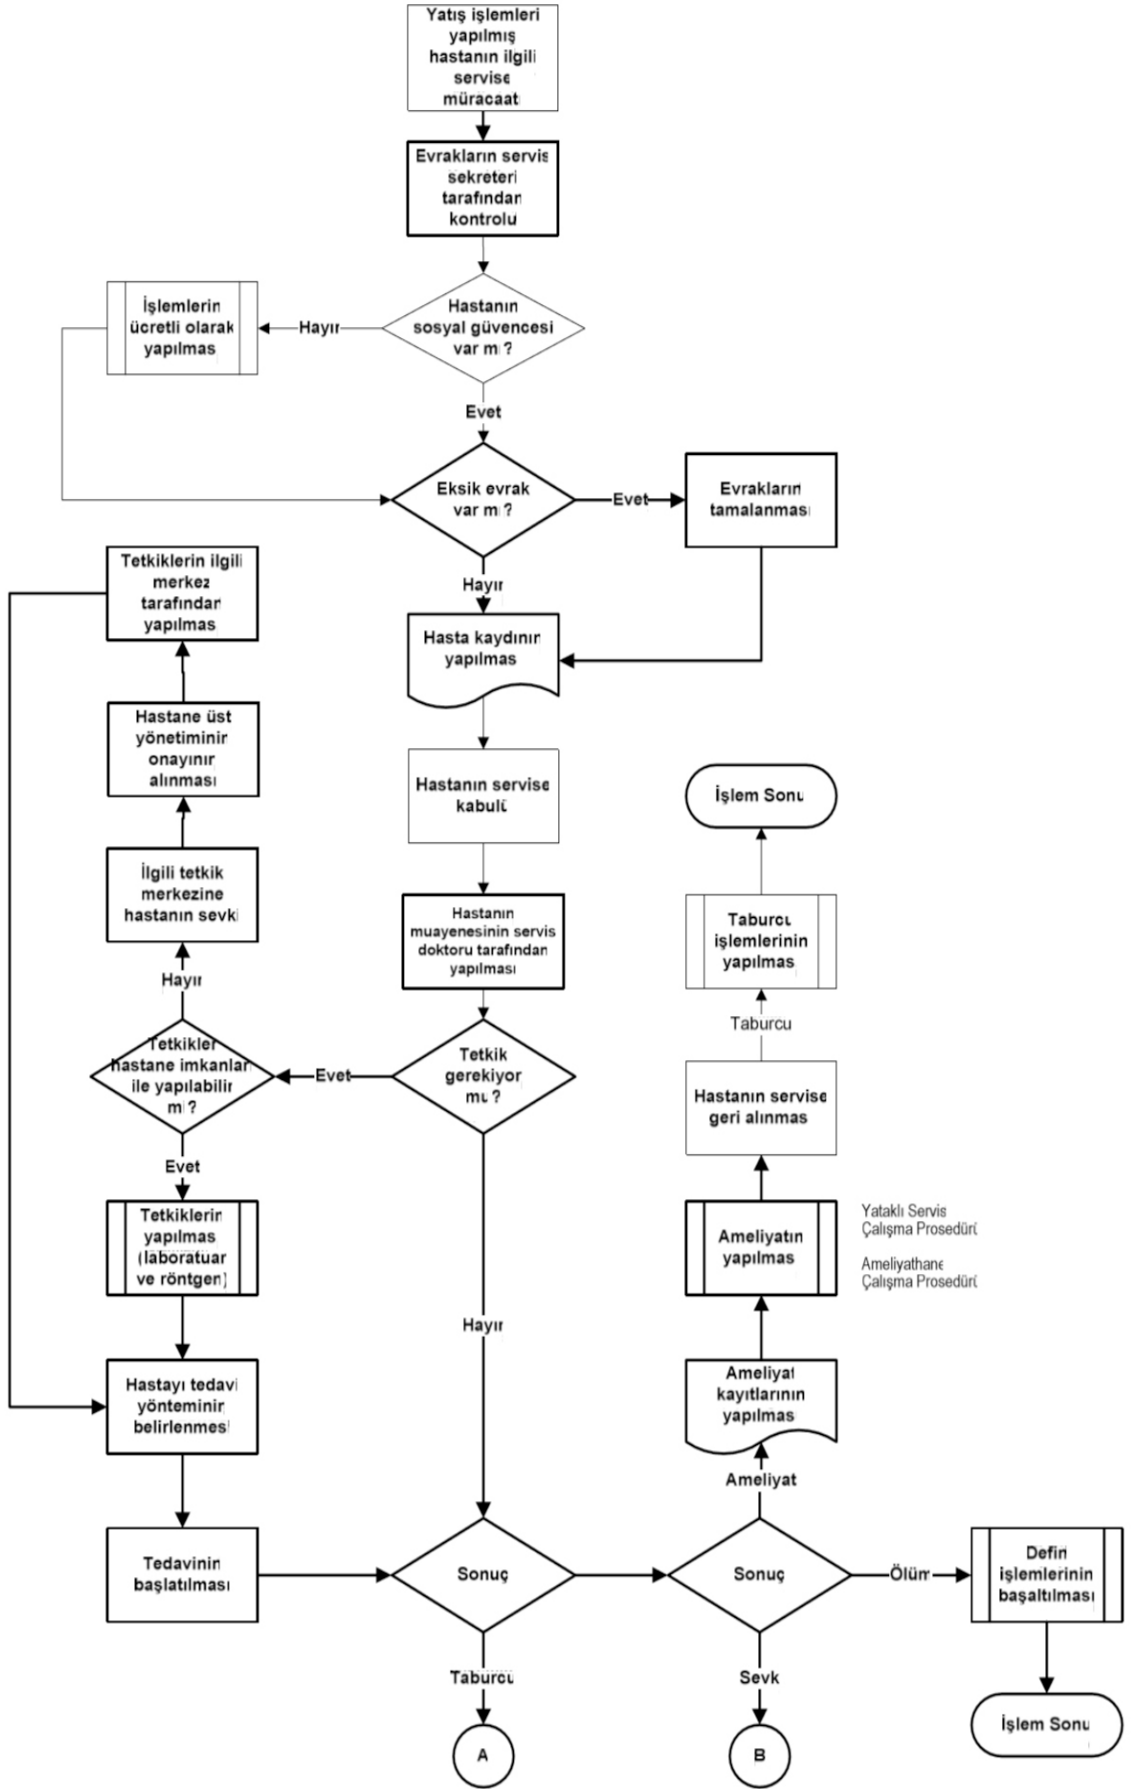 Yatış işlemleri
yapılmış
hastanın ilgili
servise
müracaatı
Evrakların servis
sekreteri
tarafından
kontrolu
Hastanın
sosyal güvencesi
var mı ?
Hayır
İşlemlerin
ücretli olarak
yapılması
Evet
Eksik evrak
var mı ?
Evet
Evrakların
tamalanması
Hayır
Hasta kaydının
yapılması
Tetkiklerin ilgili
merkez
tarafından
yapılması
Hastane üst
yönetiminin
onayının
alınması
Hastanın servise
kabulü
İşlem Sonu
İlgili tetkik
merkezine
hastanın sevki
Hastanın
muayenesinin servis
doktoru tarafından
yapılması
Taburcu
işlemlerinin
yapılması
Hayır
Taburcu
Tetkikler
hastane imkanları
ile yapılabilir
mi ?
Evet
Tetkik
gerekiyor
mu ?
Hastanın servise
geri alınması
Evet
Tetkiklerin
yapılması
(laboratuar
ve röntgen)
Ameliyatın
yapılması
Yataklı Servis
Çalışma Prosedürü
Ameliyathane
Çalışma Prosedürü
Hayır
Hastayı tedavi
yönteminin
belirlenmesi
Ameliyat
kayıtlarının
yapılması
Ameliyat
Tedavinin
başlatılması
Sonuç
Sonuç
Ölüm
Defin
işlemlerinin
başaltılması
Taburcu
Sevk
A
B
İşlem Sonu